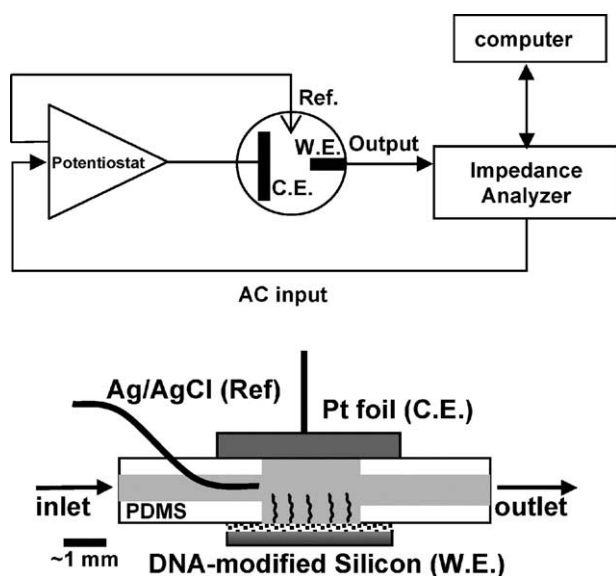 computer
Ref.
Potentiostat
W.E.
Output
C.E.
Impedance
Analyzer
AC input
Ag/AgCl (Ref)
Pt foil (C.E.)
inlet
PDMS
outlet
~1 mm
DNA-modified Silicon (W.E.)